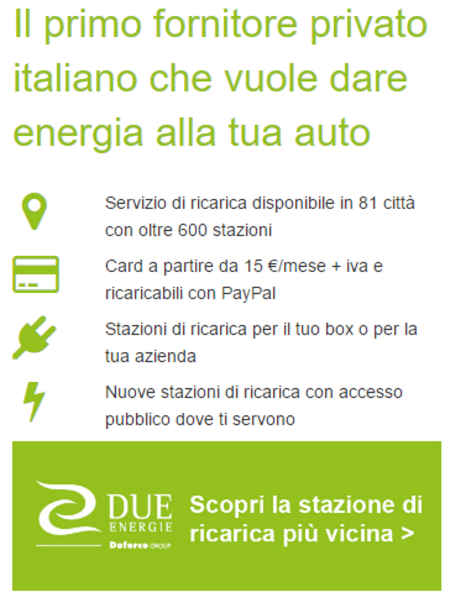 Il primo fornitore privato
italiano che vuole dare
energia alla tua auto
Servizio di ricarica disponibile in 81 città
con oltre 600 stazioni
Card a partire da 15 €/mese + iva e
ricaricabili con PayPal
Stazioni di ricarica per il tuo box o per la
tua azienda
Nuove stazioni di ricarica con accesso
pubblico dove ti servono
DUE
ENERGIE
Duferco GROUP
Scopri la stazione di
ricarica più vicina >